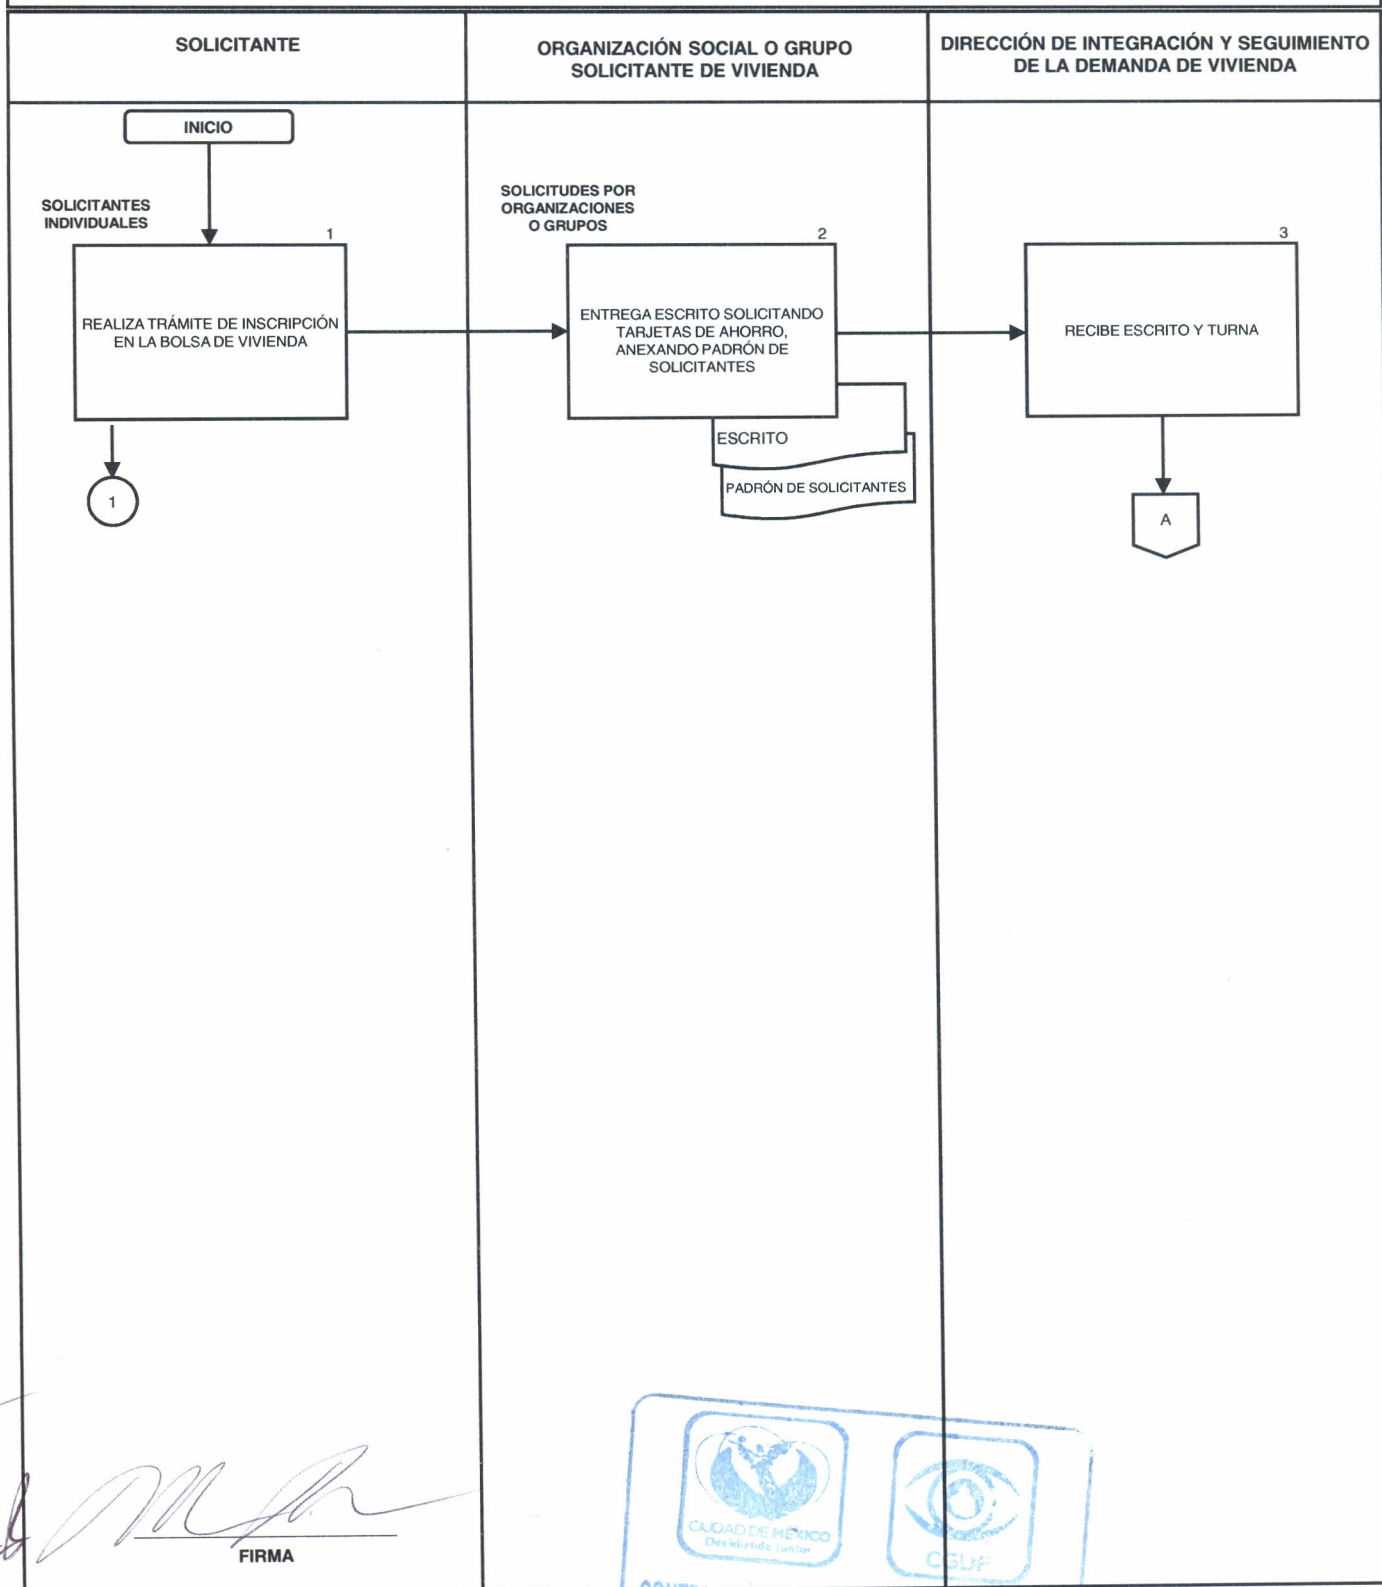 SOLICITANTE
ORGANIZACIÓN SOCIAL O GRUPO
SOLICITANTE DE VIVIENDA
DIRECCIÓN DE INTEGRACIÓN Y SEGUIMIENTO
DE LA DEMANDA DE VIVIENDA
INICIO
SOLICITANTES
INDIVIDUALES
1
REALIZA TRÁMITE DE INSCRIPCIÓN
EN LA BOLSA DE VIVIENDA
1
SOLICITUDES POR
ORGANIZACIONES
O GRUPOS
2
ENTREGA ESCRITO SOLICITANDO
TARJETAS DE AHORRO,
ANEXANDO PADRÓN DE
SOLICITANTES
ESCRITO
PADRÓN DE SOLICITANTES
3
RECIBE ESCRITO Y TURNA
A
FIRMA
CIUDAD DE MÉXICO
Decidiendo Juntos
CGDF